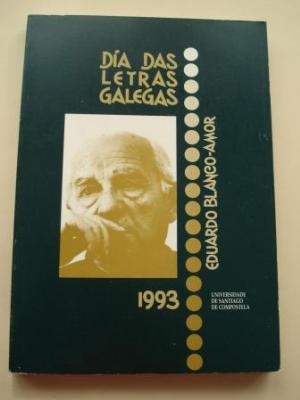 DÍA DAS
LETRAS
GALEGAS
EDUARDO BLANCO-AMOR
1993
UNIVERSIDADE
DE SANTIAGO
DE COMPOSTELA